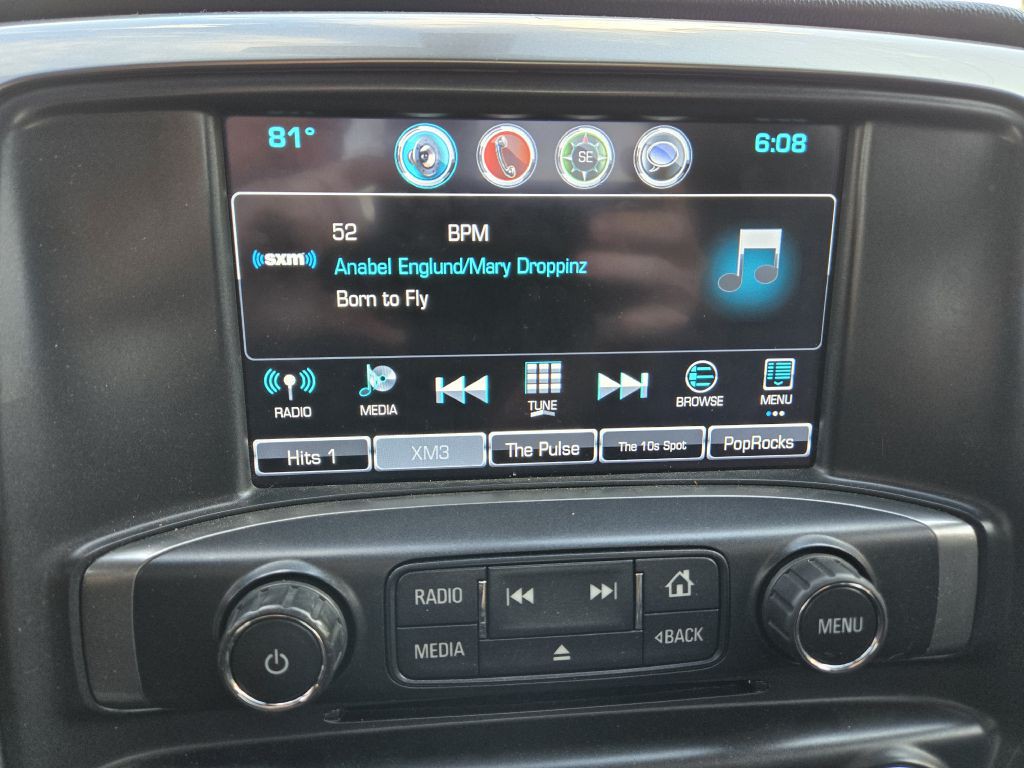 81° SE 6:08
52 BPM
((sxm))
Anabel Englund/Mary Droppinz
Born to Fly
RADIO MEDIA TUNE BROWSE MENU
Hits 1 XM3 The Pulse The 10s Spot PopRocks
RADIO
MEDIA BACK
MENU